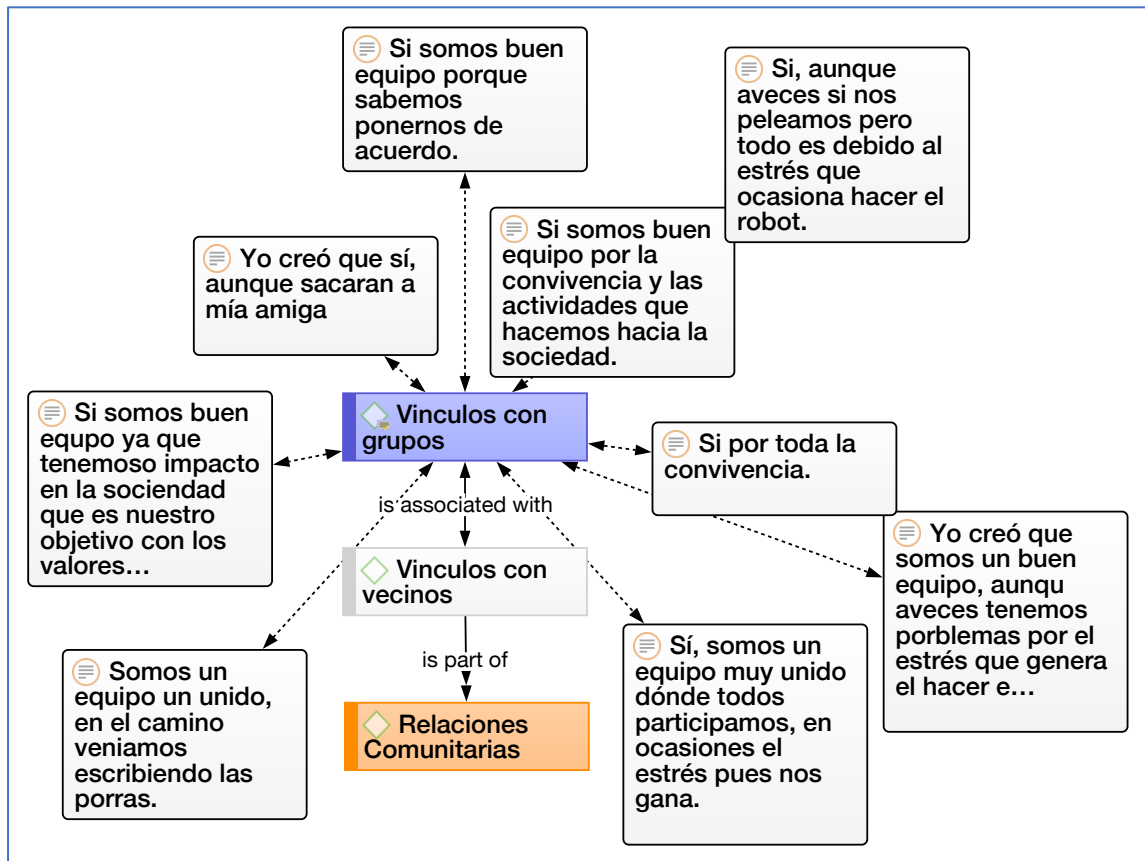 Si somos buen
equipo porque
sabemos
ponernos de
acuerdo.
Si, aunque
aveces si nos
peleamos pero
todo es debido al
estrés que
ocasiona hacer el
robot.
Yo creó que sí,
aunque sacaran a
mía amiga
Si somos buen
equipo por la
convivencia y las
actividades que
hacemos hacia la
sociedad.
Si somos buen
equpo ya que
tenemoso impacto
en la sociendad
que es nuestro
objetivo con los
valores…
Vinculos con
grupos
Si por toda la
convivencia.
is associated with
Vinculos con
vecinos
Yo creó que
somos un buen
equipo, aunqu
aveces tenemos
porblemas por el
estrés que genera
el hacer e…
Somos un
equipo un unido,
en el camino
veniamos
escribiendo las
porras.
is part of
Relaciones
Comunitarias
Sí, somos un
equipo muy unido
dónde todos
participamos, en
ocasiones el
estrés pues nos
gana.